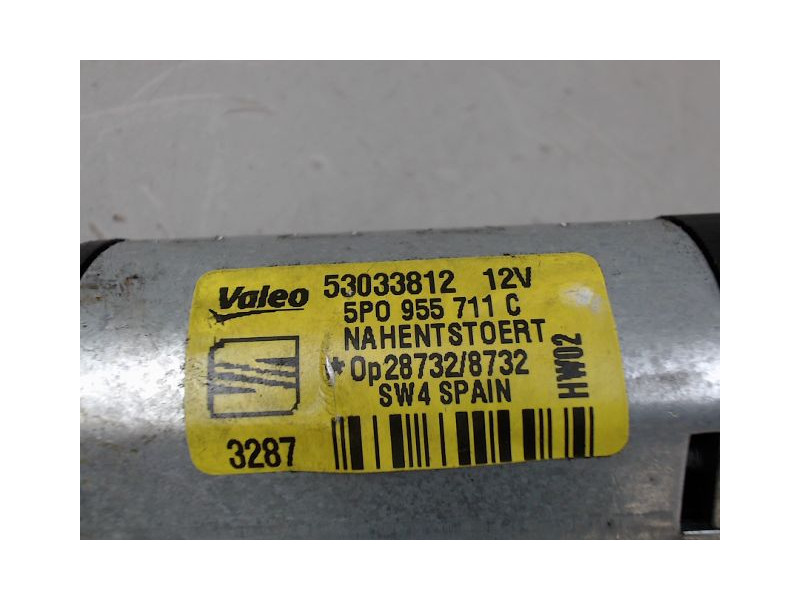 Valeo 53033812 12V
5P0 955 711 C
NAHENTSTOERT
*Op28732/8732
SW4 SPAIN
HW02
3287